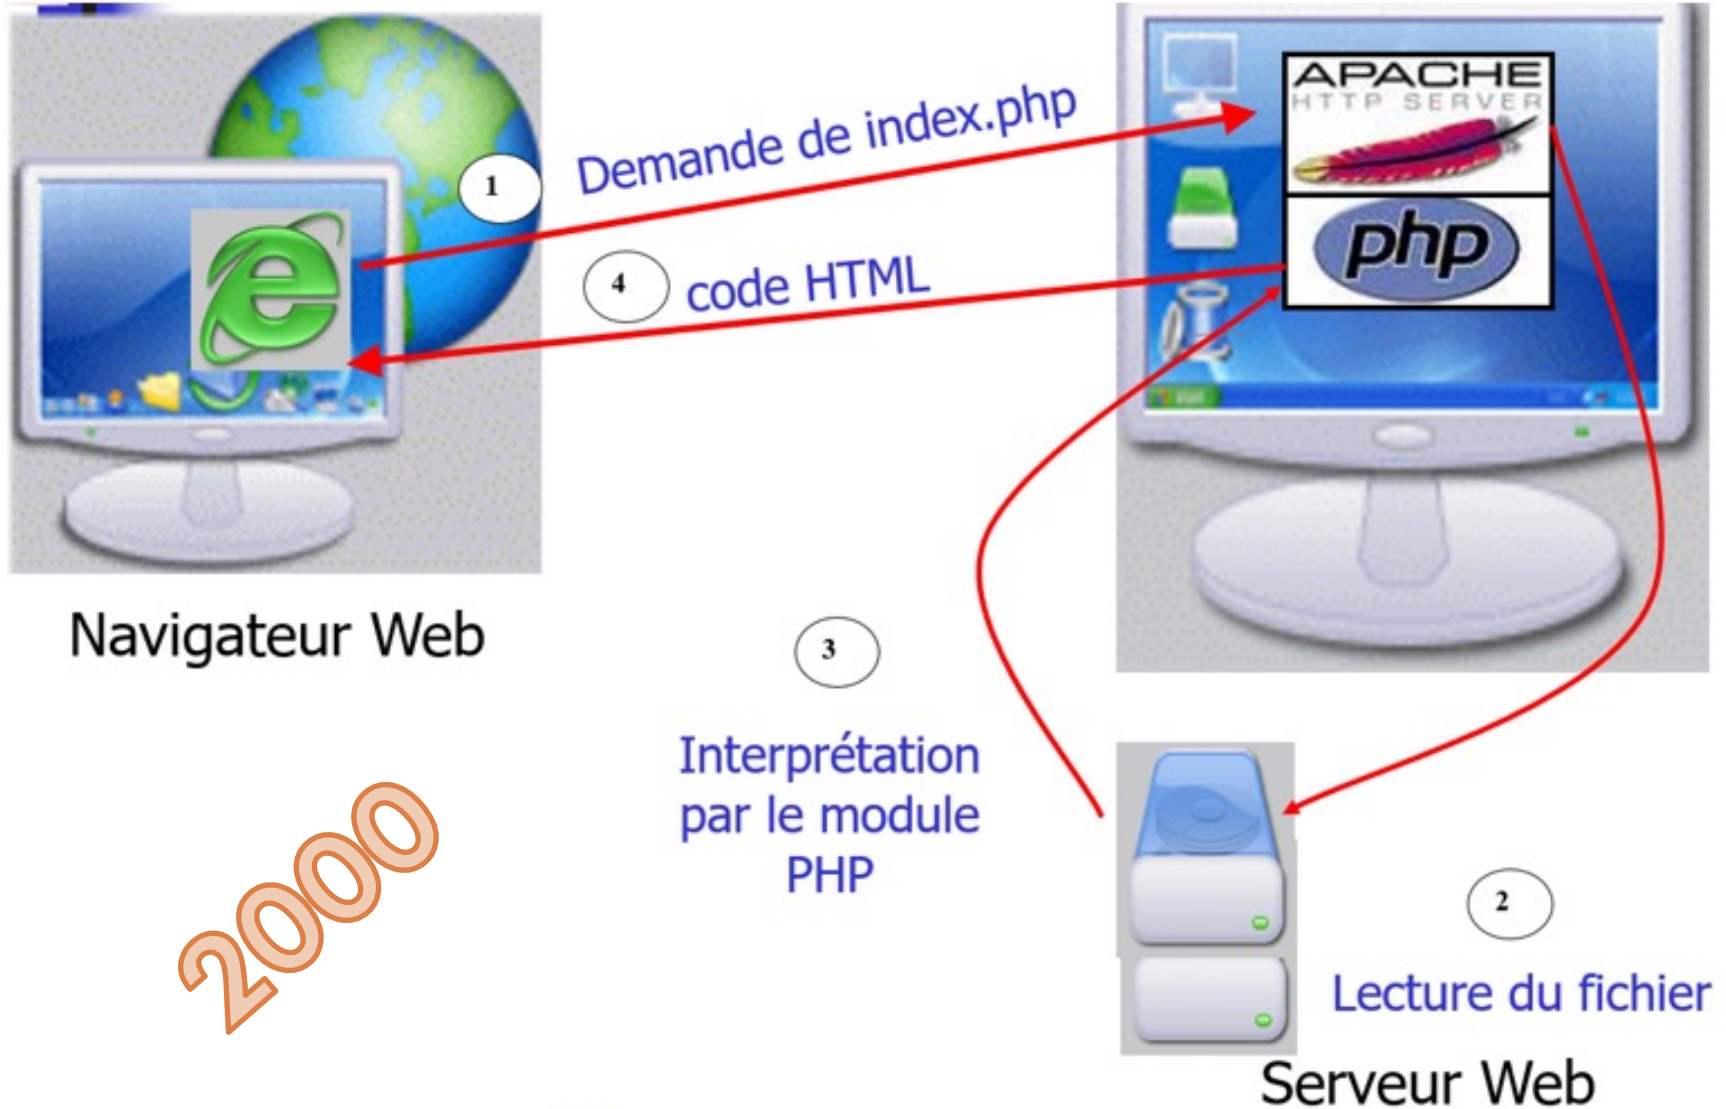 APACHE
HTTP SERVER
php
1
Demande de index.php
4
code HTML
Navigateur Web
3
Interprétation
par le module
PHP
2000
2
Lecture du fichier
Serveur Web